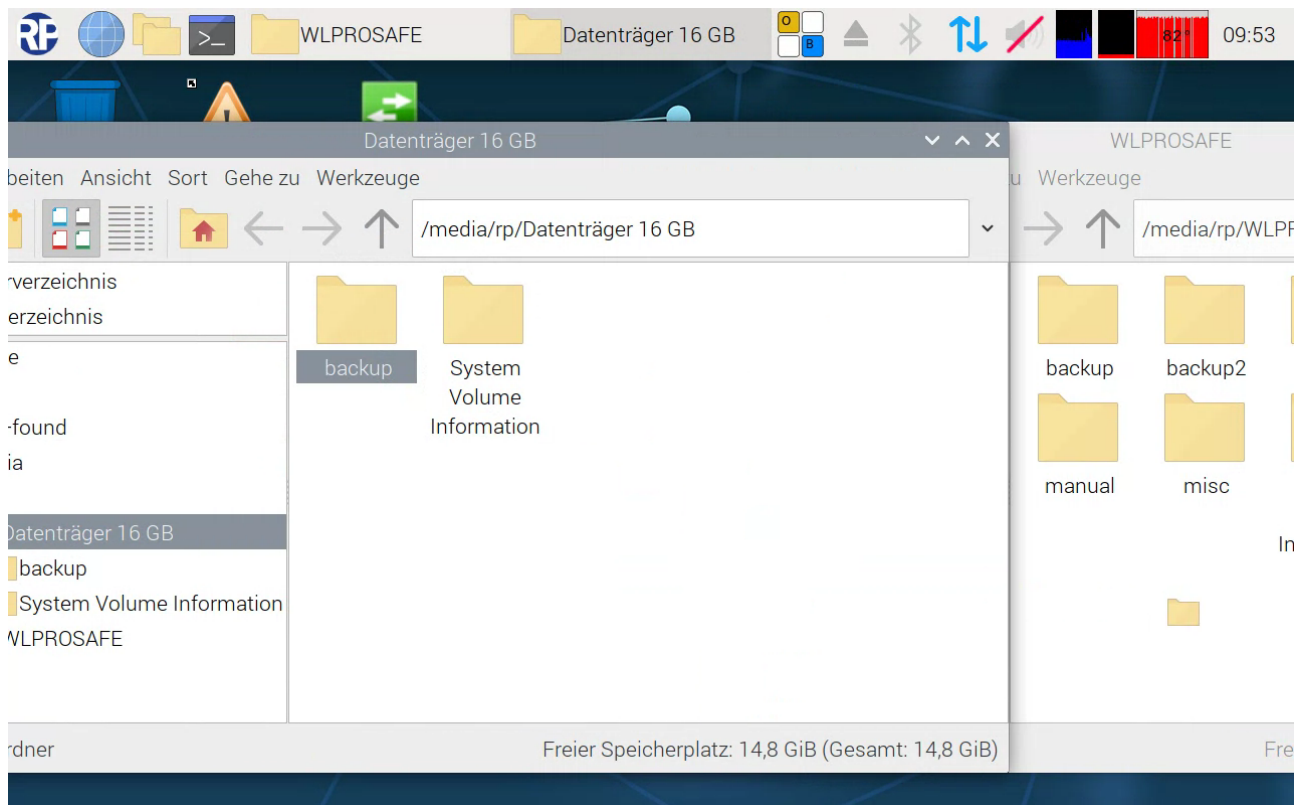 RP
>_
WLPROSAFE
Datenträger 16 GB
O
B
82°
09:53
Datenträger 16 GB
WLPROSAFE
beiten Ansicht Sort Gehe zu Werkzeuge
u Werkzeuge
/media/rp/Datenträger 16 GB
/media/rp/WLPR
rverzeichnis
erzeichnis
e
-found
ia
Datenträger 16 GB
backup
System Volume Information
WLPROSAFE
backup
System
Volume
Information
backup
backup2
manual
misc
In
rdner
Freier Speicherplatz: 14,8 GiB (Gesamt: 14,8 GiB)
Fre